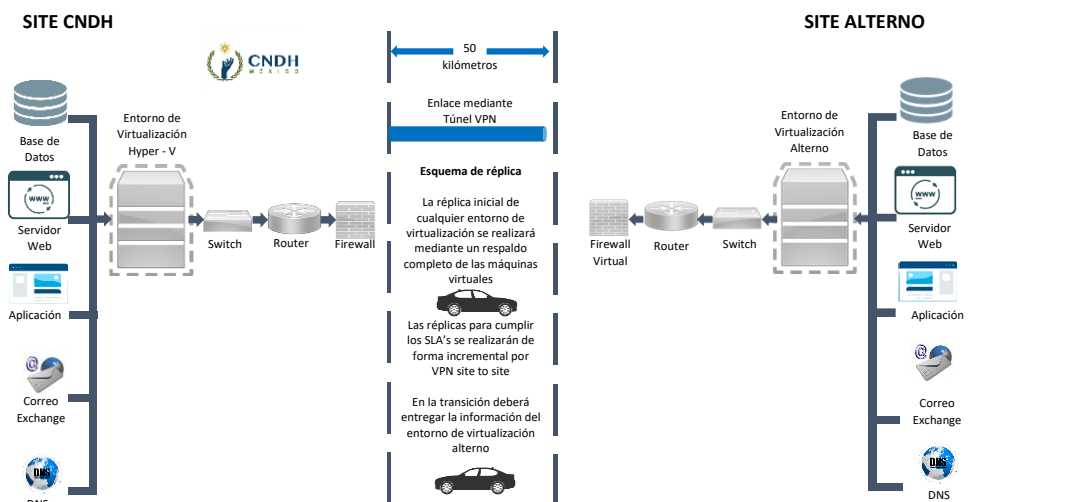 SITE CNDH
SITE ALTERNO
CNDH
MÉXICO
50
kilómetros
Enlace mediante
Túnel VPN
Entorno de
Virtualización
Hyper - V
Entorno de
Virtualización
Alterno
Base de
Datos
www
Servidor
Web
Aplicación
@
Correo
Exchange
DNS
DNS
Switch
Router
Firewall
Esquema de réplica
La réplica inicial de
cualquier entorno de
virtualización se realizará
mediante un respaldo
completo de las máquinas
virtuales
Las réplicas para cumplir
los SLA's se realizarán de
forma incremental por
VPN site to site
En la transición deberá
entregar la información del
entorno de virtualización
alterno
Firewall
Virtual
Router
Switch
Base de
Datos
www
Servidor
Web
Aplicación
@
Correo
Exchange
DNS
DNS